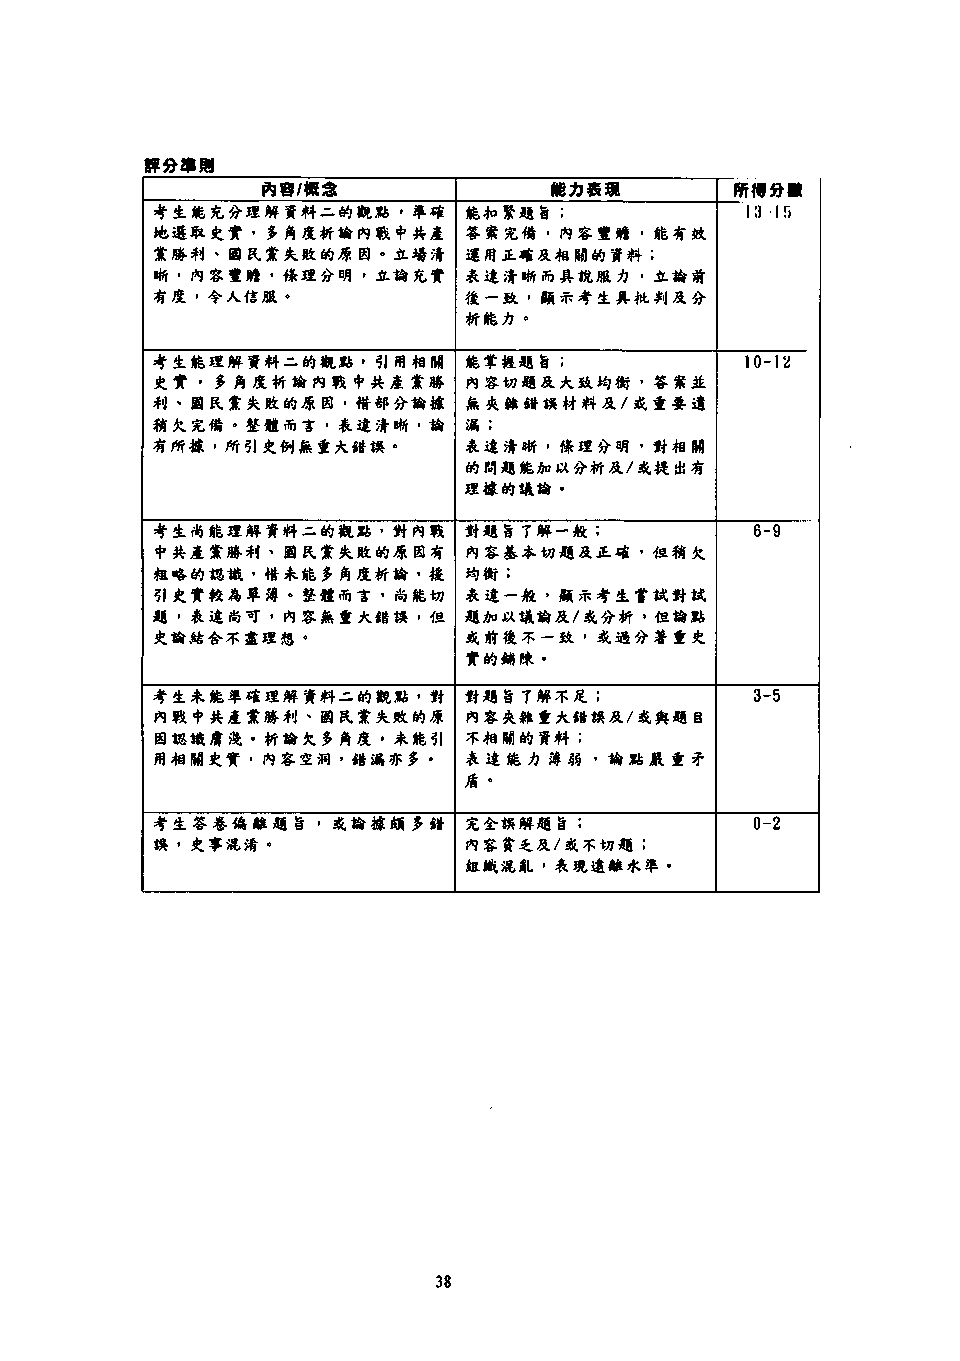 評分準則
內容/概念 能力表現 所得分數
考生能充分理解資料二的觀點，準確
地選取史實，多角度析論內戰中共產
黨勝利、國民黨失敗的原因。立場清
晰，內容豐贍，條理分明，立論充實
有度，令人信服。
能扣緊題旨；
答案完備，內容豐贍，能有效
運用正確及相關的資料；
表達清晰而具說服力，立論前
後一致，顯示考生具批判及分
析能力。
13-15
考生能理解資料二的觀點，引用相關
史實，多角度析論內戰中共產黨勝
利、國民黨失敗的原因，惜部分論據
稍欠完備。整體而言，表達清晰，論
有所據，所引史例無重大錯誤。
能掌握題旨；
內容切題及大致均衡，答案並
無夾雜錯誤材料及/或重要遺
漏；
表達清晰，條理分明，對相關
的問題能加以分析及/或提出有
理據的議論。
10-12
考生尚能理解資料二的觀點，對內戰
中共產黨勝利、國民黨失敗的原因有
粗略的認識，惜未能多角度析論，援
引史實較為單薄。整體而言，尚能切
題，表達尚可，內容無重大錯誤，但
史論結合不盡理想。
對題旨了解一般；
內容基本切題及正確，但稍欠
均衡；
表達一般，顯示考生嘗試對試
題加以議論及/或分析，但論點
或前後不一致，或過分著重史
實的鋪陳。
6-9
考生未能準確理解資料二的觀點，對
內戰中共產黨勝利、國民黨失敗的原
因認識膚淺。析論欠多角度，未能引
用相關史實，內容空洞，錯漏亦多。
對題旨了解不足；
內容夾雜重大錯誤及/或與題目
不相關的資料；
表達能力薄弱，論點嚴重矛
盾。
3-5
考生答卷偏離題旨，或論據頗多錯
誤，史事混淆。
完全誤解題旨；
內容貧乏及/或不切題；
組織混亂，表現遠離水準。
0-2
38